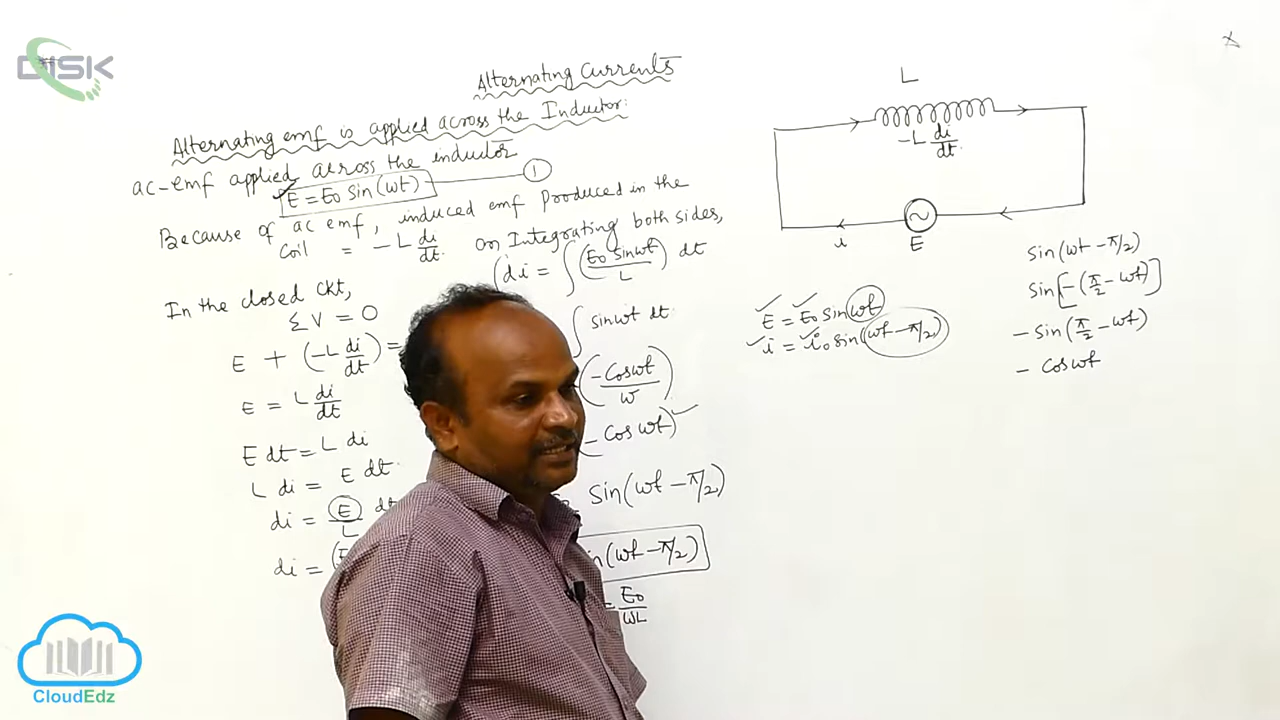 DISK
Alternating Currents
Alternating emf is applied across the Inductor:
ac-emf applied across the inductor
E = E₀ sin(ωt) 1
Because of ac emf, induced emf produced in the
coil = -L di/dt.
on Integrating both sides,
∫di = ∫(E₀ sinωt/L) dt
In the closed ckt,
ΣV = 0
∫ sinωt dt
E + (-L di/dt) =
(-cosωt/ω)
E = L di/dt
- cosωt)
E dt = L di
L di = E dt
sin(ωt - π/2)
di = E/L dt
in(ωt - π/2)
di =
= E₀/ωL
L
-L di/dt
i
E
E = E₀ sin(ωt)
i = i₀ sin(ωt - π/2)
sin(ωt - π/2)
sin[-(π/2 - ωt)]
- sin(π/2 - ωt)
- cosωt
CloudEdz